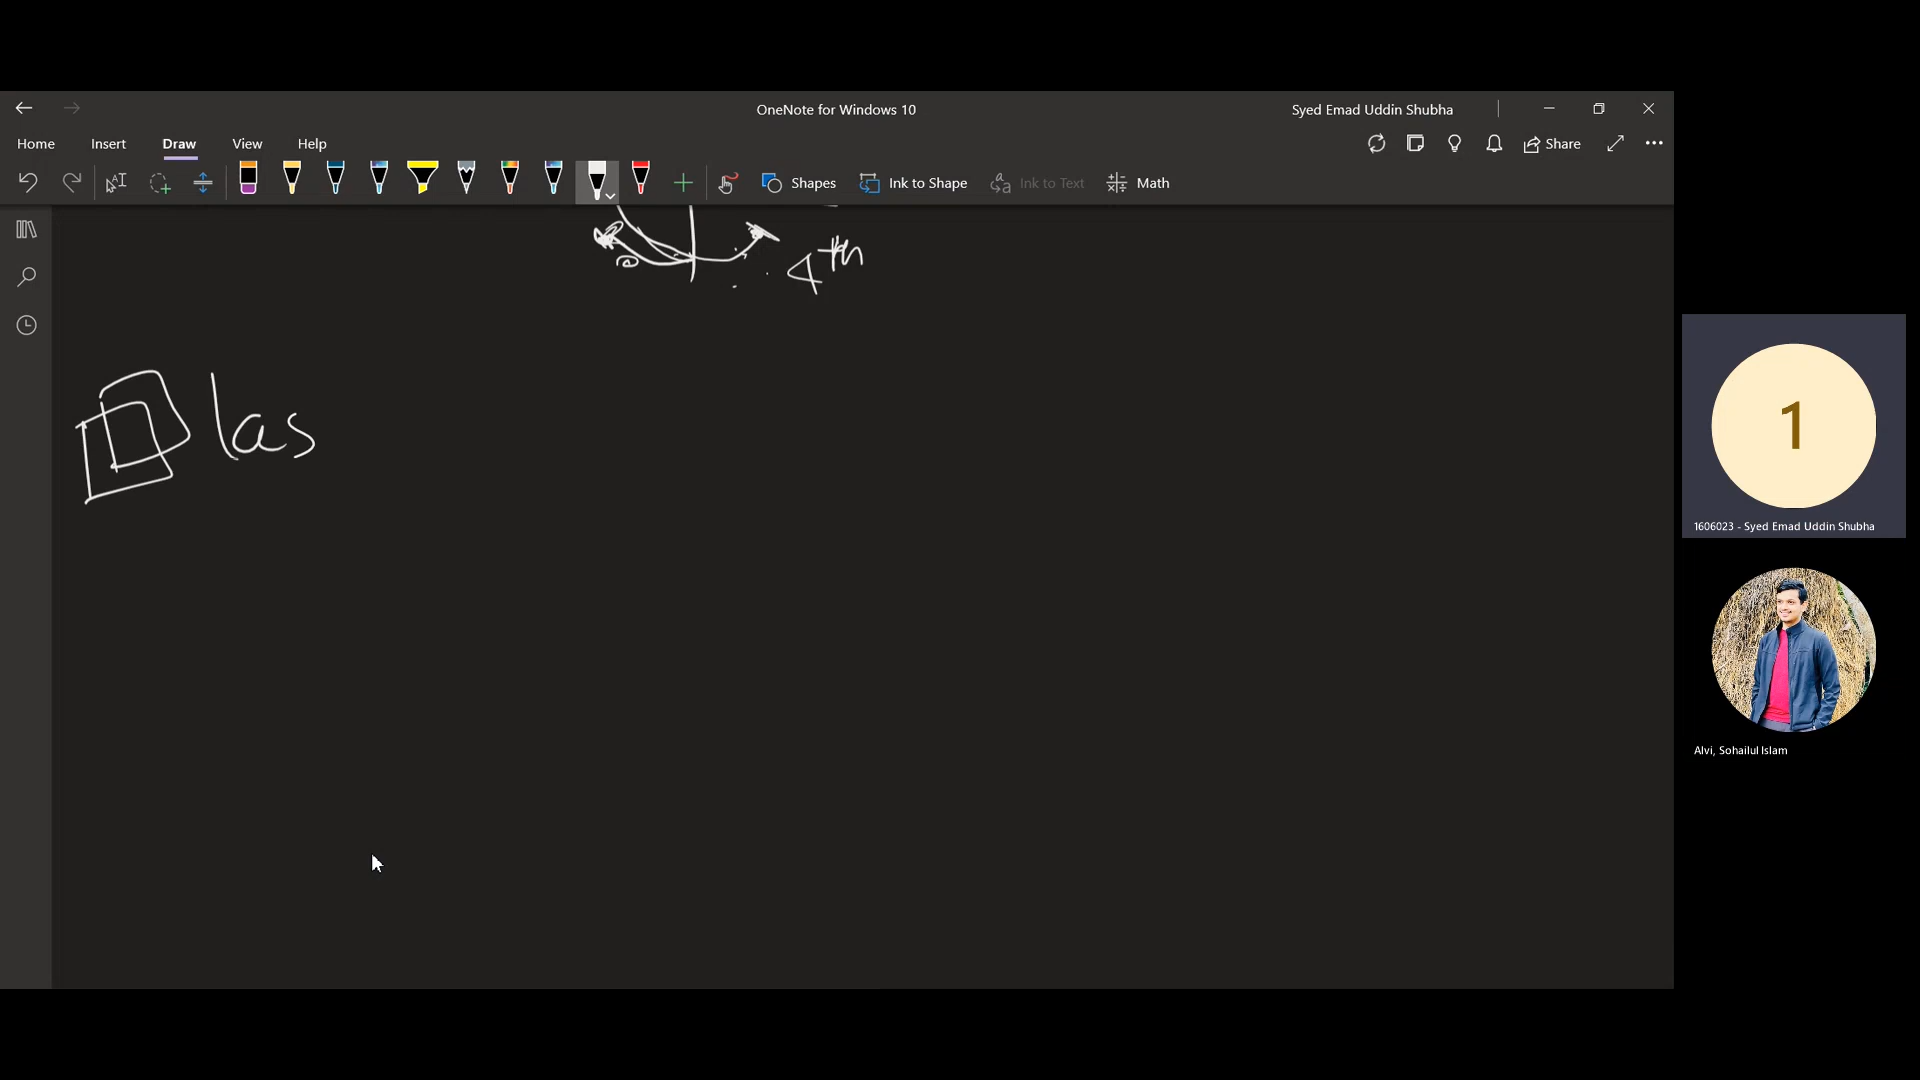 OneNote for Windows 10
Syed Emad Uddin Shubha
Home Insert Draw View Help
Share
Shapes Ink to Shape Ink to Text Math
4th
las
1
1606023 - Syed Emad Uddin Shubha
Alvi, Sohailul Islam